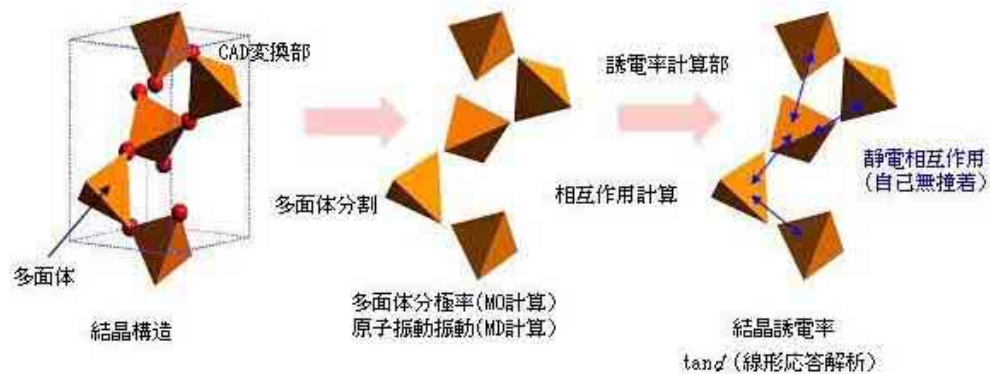 CAD変換部
誘電率計算部
静電相互作用
(自己無撞着)
多面体分割
相互作用計算
多面体
結晶構造
多面体分極率(MO計算)
原子振動振動(MD計算)
結晶誘電率
tanδ(線形応答解析)